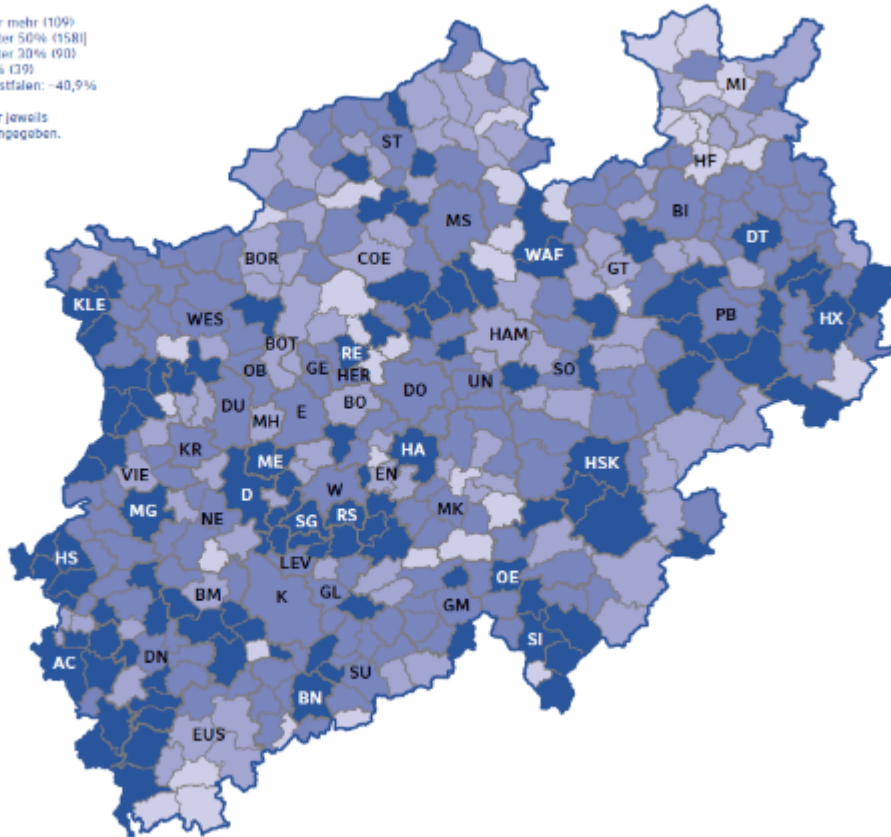 r mehr (109)
ter 50% (158)|
ter 30% (90)
% (39)
stfalen: –40,9%
r jeweils
ngegeben.
MI
ST
HF
MS
BI
DT
WAF
BOR
COE
GT
KLE
PB
HX
WES
HAM
BOT
RE
OB
GE
HER
SO
UN
DU
E
BO
DO
MH
KR
ME
HA
HSK
VIE
EN
W
D
MG
SG
RS
MK
NE
HS
LEV
OE
BM
K
GL
GM
SI
AC
DN
SU
BN
EUS